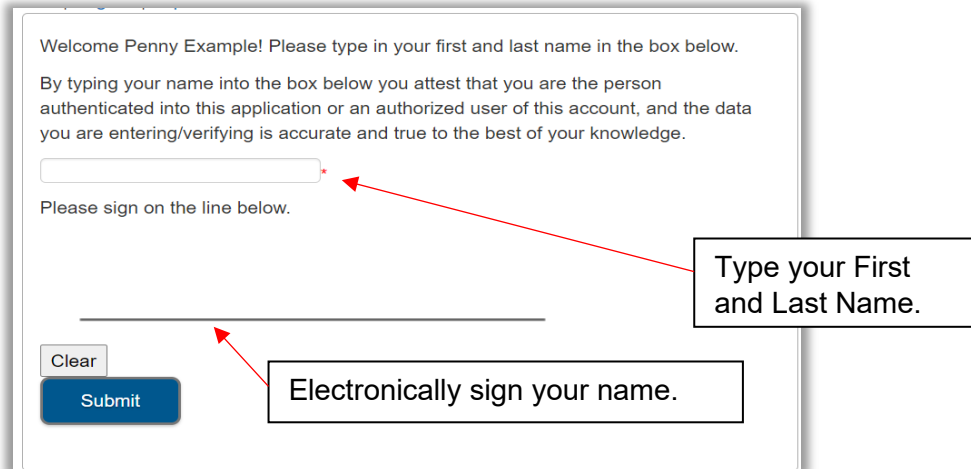 Welcome Penny Example! Please type in your first and last name in the box below.
By typing your name into the box below you attest that you are the person
authenticated into this application or an authorized user of this account, and the data
you are entering/verifying is accurate and true to the best of your knowledge.
*
Please sign on the line below.
Type your First
and Last Name.
Clear
Electronically sign your name.
Submit